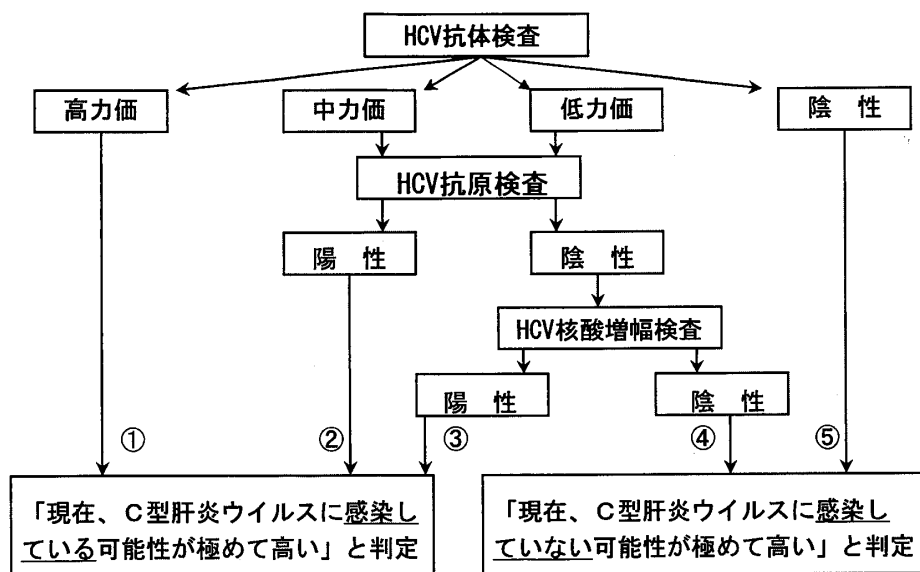 HCV抗体検査
高力価
中力価
低力価
陰 性
HCV抗原検査
陽 性
陰 性
HCV核酸増幅検査
陽 性
陰 性
①
②
③
④
⑤
「現在、C型肝炎ウイルスに感染し
ている可能性が極めて高い」と判定
「現在、C型肝炎ウイルスに感染し
ていない可能性が極めて高い」と判定